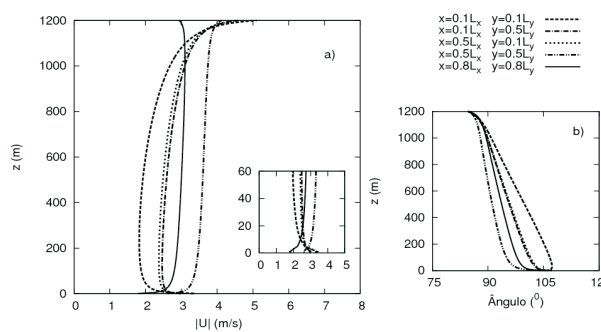 x=0.1Lx y=0.1Ly
x=0.1Lx y=0.5Ly
x=0.5Lx y=0.1Ly
x=0.5Lx y=0.5Ly
x=0.8Lx y=0.8Ly
a)
z (m)
1200
1000
800
600
400
200
0
0 1 2 3 4 5 6 7 8
|U| (m/s)
60
40
20
0
0 1 2 3 4 5
b)
z (m)
1200
1000
800
600
400
200
0
75 90 105 12
Ângulo (⁰)